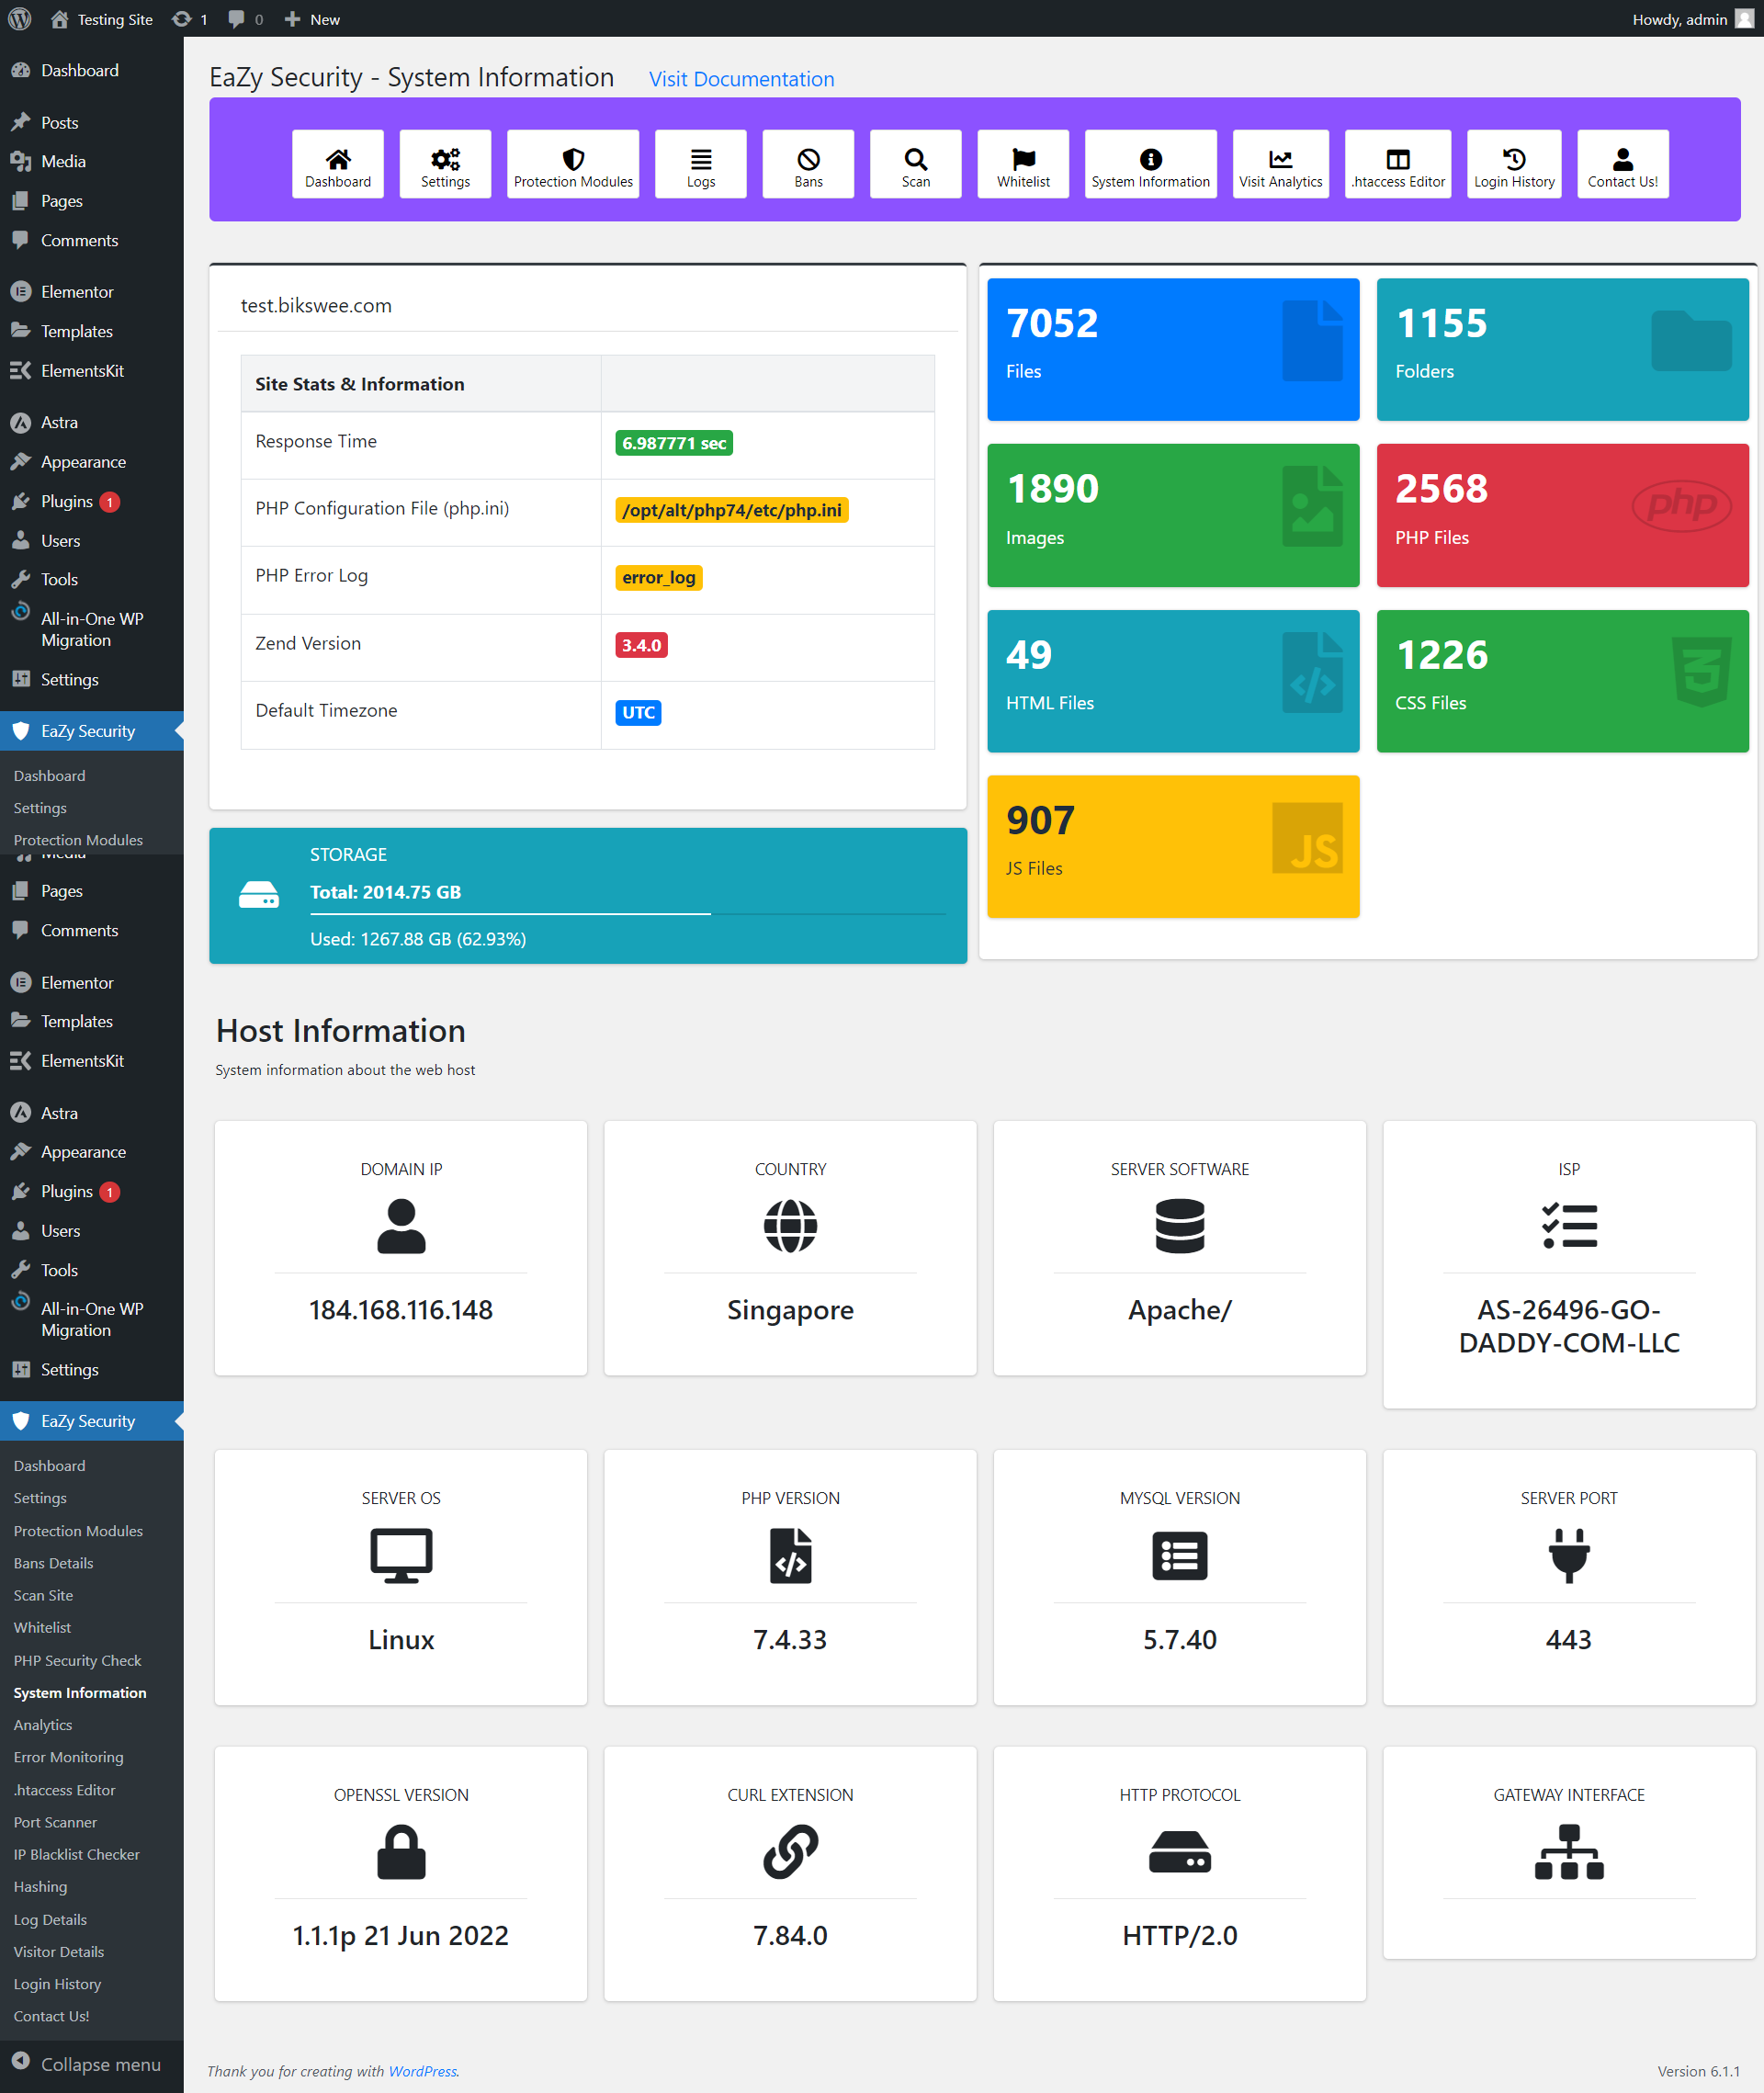 Testing Site 1 0 New Howdy, admin
Dashboard
Posts
Media
Pages
Comments
Elementor
Templates
ElementsKit
Astra
Appearance
Plugins 1
Users
Tools
All-in-One WP
Migration
Settings
EaZy Security
Dashboard
Settings
Protection Modules
Media
Pages
Comments
Elementor
Templates
ElementsKit
Astra
Appearance
Plugins 1
Users
Tools
All-in-One WP
Migration
Settings
EaZy Security
Dashboard
Settings
Protection Modules
Bans Details
Scan Site
Whitelist
PHP Security Check
System Information
Analytics
Error Monitoring
.htaccess Editor
Port Scanner
IP Blacklist Checker
Hashing
Log Details
Visitor Details
Login History
Contact Us!
Collapse menu
EaZy Security - System Information Visit Documentation
Dashboard Settings Protection Modules Logs Bans Scan Whitelist System Information Visit Analytics .htaccess Editor Login History Contact Us!
test.bikswee.com
Site Stats & Information
Response Time 6.987771 sec
PHP Configuration File (php.ini) /opt/alt/php74/etc/php.ini
PHP Error Log error_log
Zend Version 3.4.0
Default Timezone UTC
STORAGE
Total: 2014.75 GB
Used: 1267.88 GB (62.93%)
7052
Files
1155
Folders
1890
Images
2568
PHP Files
php
49
HTML Files
1226
CSS Files
907
JS Files
JS
Host Information
System information about the web host
DOMAIN IP
184.168.116.148
COUNTRY
Singapore
SERVER SOFTWARE
Apache/
ISP
AS-26496-GO-
DADDY-COM-LLC
SERVER OS
Linux
PHP VERSION
7.4.33
MYSQL VERSION
5.7.40
SERVER PORT
443
OPENSSL VERSION
1.1.1p 21 Jun 2022
CURL EXTENSION
7.84.0
HTTP PROTOCOL
HTTP/2.0
GATEWAY INTERFACE
Thank you for creating with WordPress. Version 6.1.1